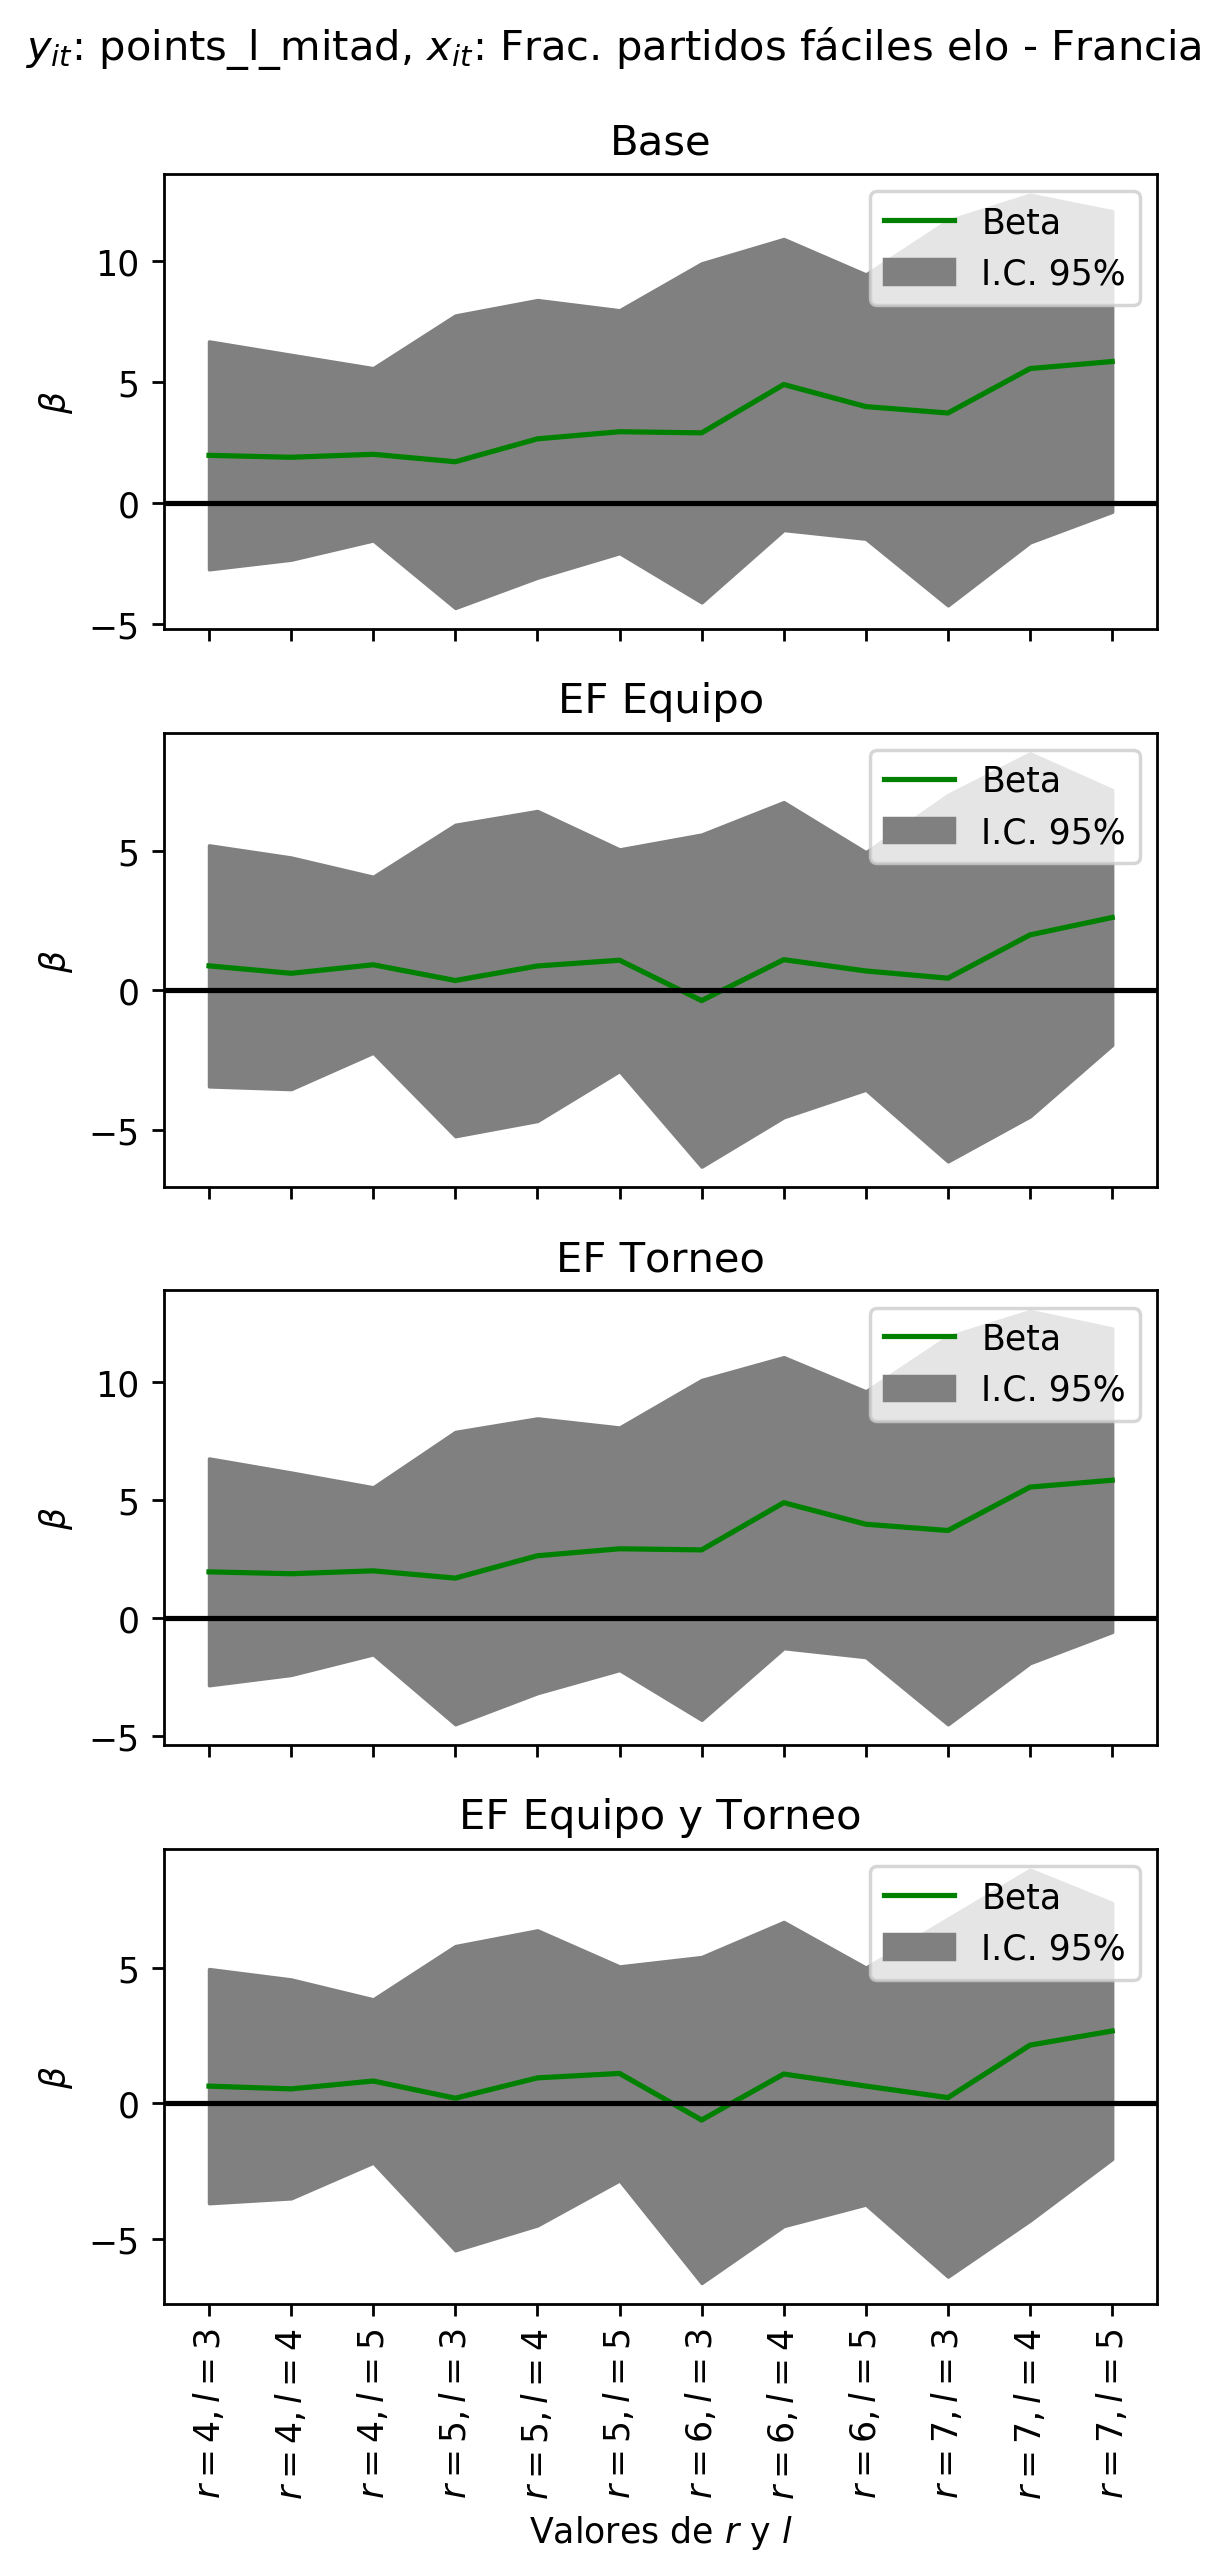 y_it: points_l_mitad, x_it: Frac. partidos fáciles elo - Francia
Base
Beta
I.C. 95%
10
5
0
−5
β
EF Equipo
Beta
I.C. 95%
5
0
−5
β
EF Torneo
Beta
I.C. 95%
10
5
0
−5
β
EF Equipo y Torneo
Beta
I.C. 95%
5
0
−5
β
r = 4, l = 3
r = 4, l = 4
r = 4, l = 5
r = 5, l = 3
r = 5, l = 4
r = 5, l = 5
r = 6, l = 3
r = 6, l = 4
r = 6, l = 5
r = 7, l = 3
r = 7, l = 4
r = 7, l = 5
Valores de r y l